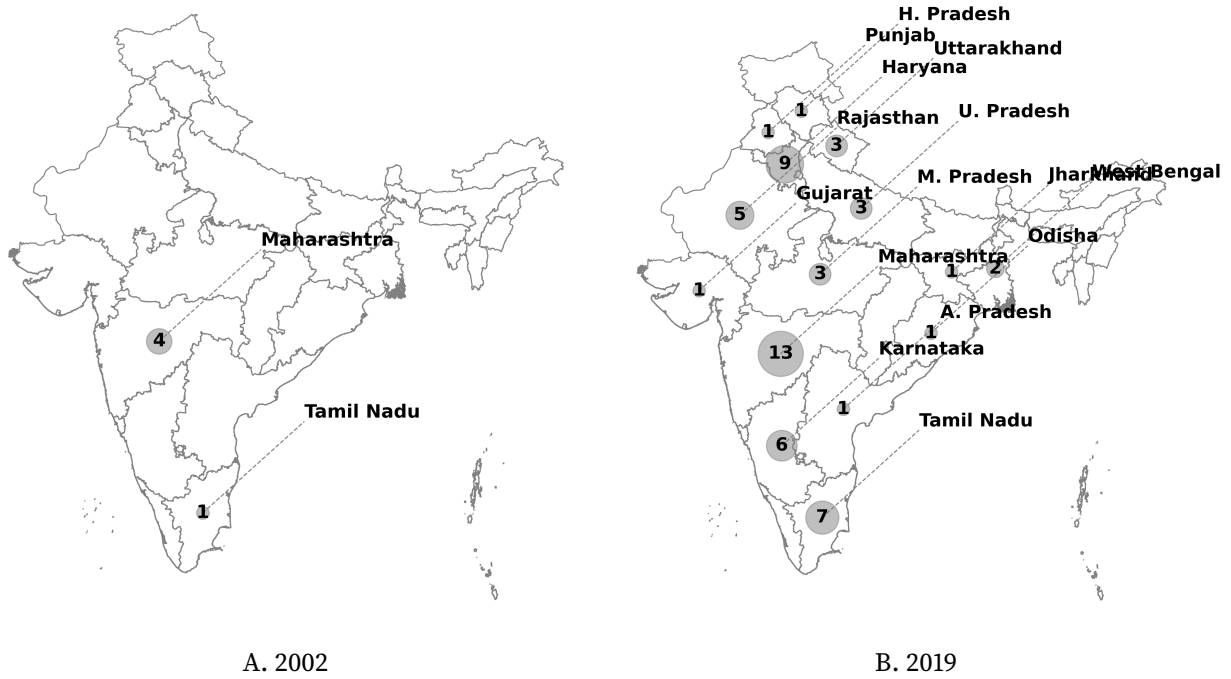 Maharashtra
4
Tamil Nadu
1
A. 2002
H. Pradesh
Punjab
Uttarakhand
Haryana
1
U. Pradesh
Rajasthan
1
3
9
Jharkhand
West Bengal
M. Pradesh
Gujarat
3
5
Odisha
Maharashtra
1
2
3
1
A. Pradesh
1
Karnataka
13
1
Tamil Nadu
6
7
B. 2019